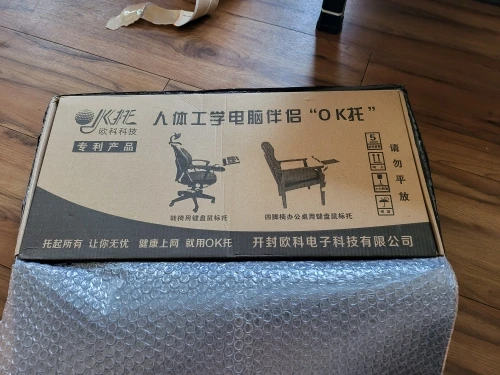 OK托
欧科科技
专利产品
人体工学电脑伴侣“OK托”
转椅用键盘鼠标托
四脚椅办公桌用键盘鼠标托
5
请勿平放
托起所有 让你无忧 健康上网 就用OK托
开封欧科电子科技有限公司